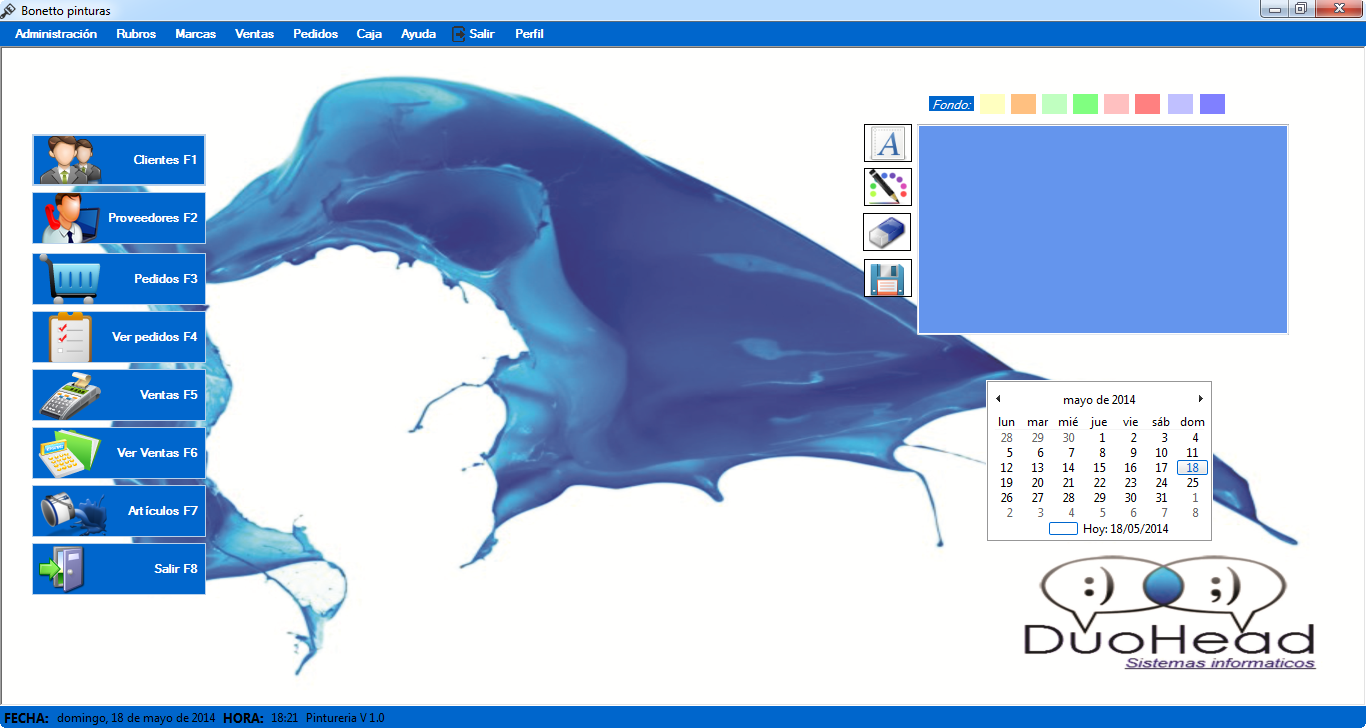 Bonetto pinturas
Administración Rubros Marcas Ventas Pedidos Caja Ayuda Salir Perfil
Fondo:
A
Clientes F1
Proveedores F2
Pedidos F3
Ver pedidos F4
Ventas F5
Ver Ventas F6
Artículos F7
Salir F8
mayo de 2014
lun mar mié jue vie sáb dom
28 29 30 1 2 3 4
5 6 7 8 9 10 11
12 13 14 15 16 17 18
19 20 21 22 23 24 25
26 27 28 29 30 31 1
2 3 4 5 6 7 8
Hoy: 18/05/2014
:) ;)
DuoHead
Sistemas informaticos
FECHA: domingo, 18 de mayo de 2014 HORA: 18:21 Pintureria V 1.0